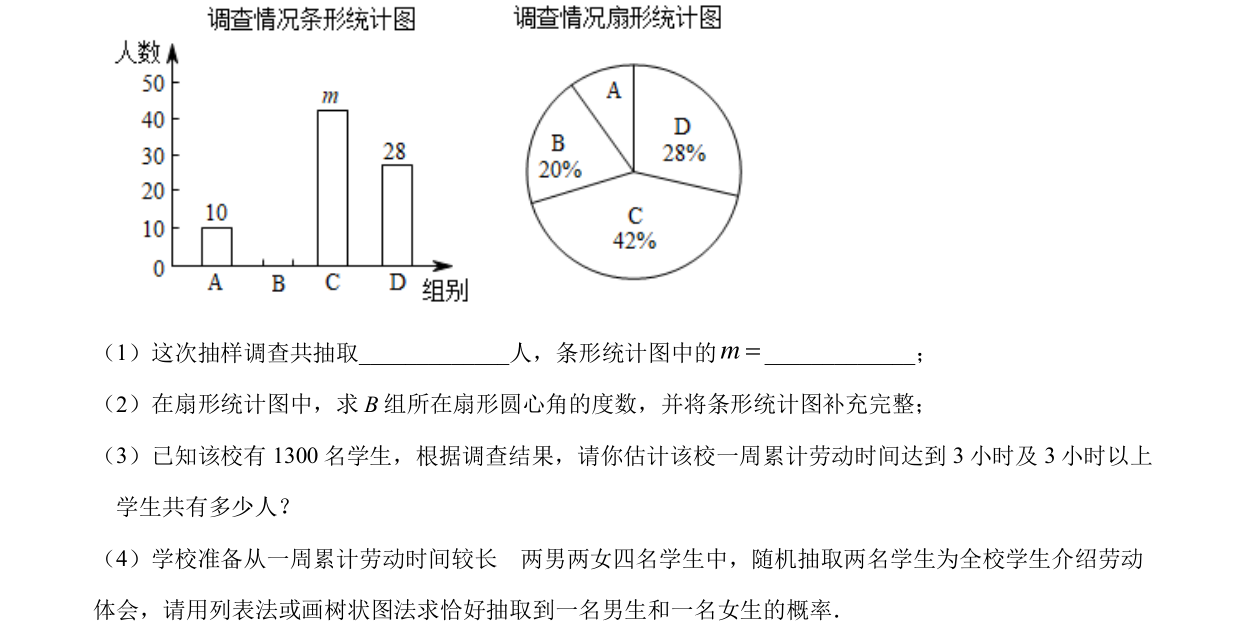 调查情况条形统计图
调查情况扇形统计图
人数
50
40
30
20
10
0
10
m
28
A
B
C
D
组别
A
B
20%
C
42%
D
28%
（1）这次抽样调查共抽取_____________人，条形统计图中的m=_____________；
（2）在扇形统计图中，求B组所在扇形圆心角的度数，并将条形统计图补充完整；
（3）已知该校有1300名学生，根据调查结果，请你估计该校一周累计劳动时间达到3小时及3小时以上
学生共有多少人？
（4）学校准备从一周累计劳动时间较长 两男两女四名学生中，随机抽取两名学生为全校学生介绍劳动
体会，请用列表法或画树状图法求恰好抽取到一名男生和一名女生的概率．